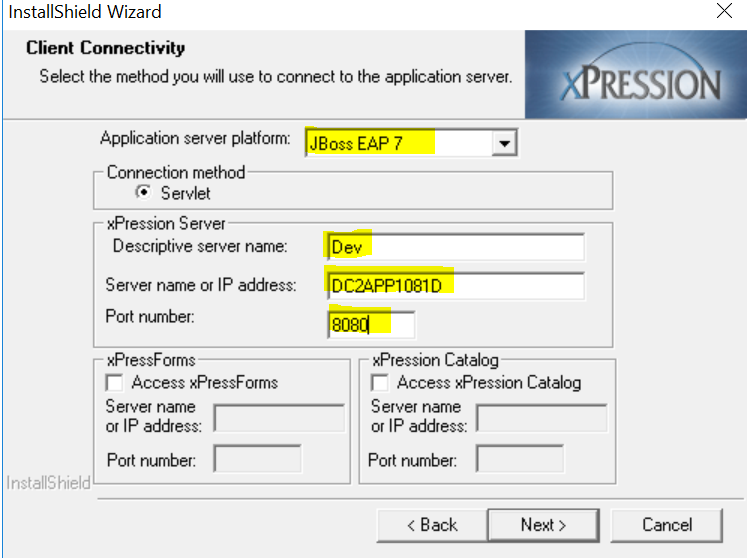 InstallShield Wizard
Client Connectivity
Select the method you will use to connect to the application server.
xPRESSION
Application server platform: JBoss EAP 7
Connection method
Servlet
xPression Server
Descriptive server name: Dev
Server name or IP address: DC2APP1081D
Port number: 8080
xPressForms
Access xPressForms
Server name
or IP address:
Port number:
xPression Catalog
Access xPression Catalog
Server name
or IP address:
Port number:
InstallShield
< Back Next > Cancel